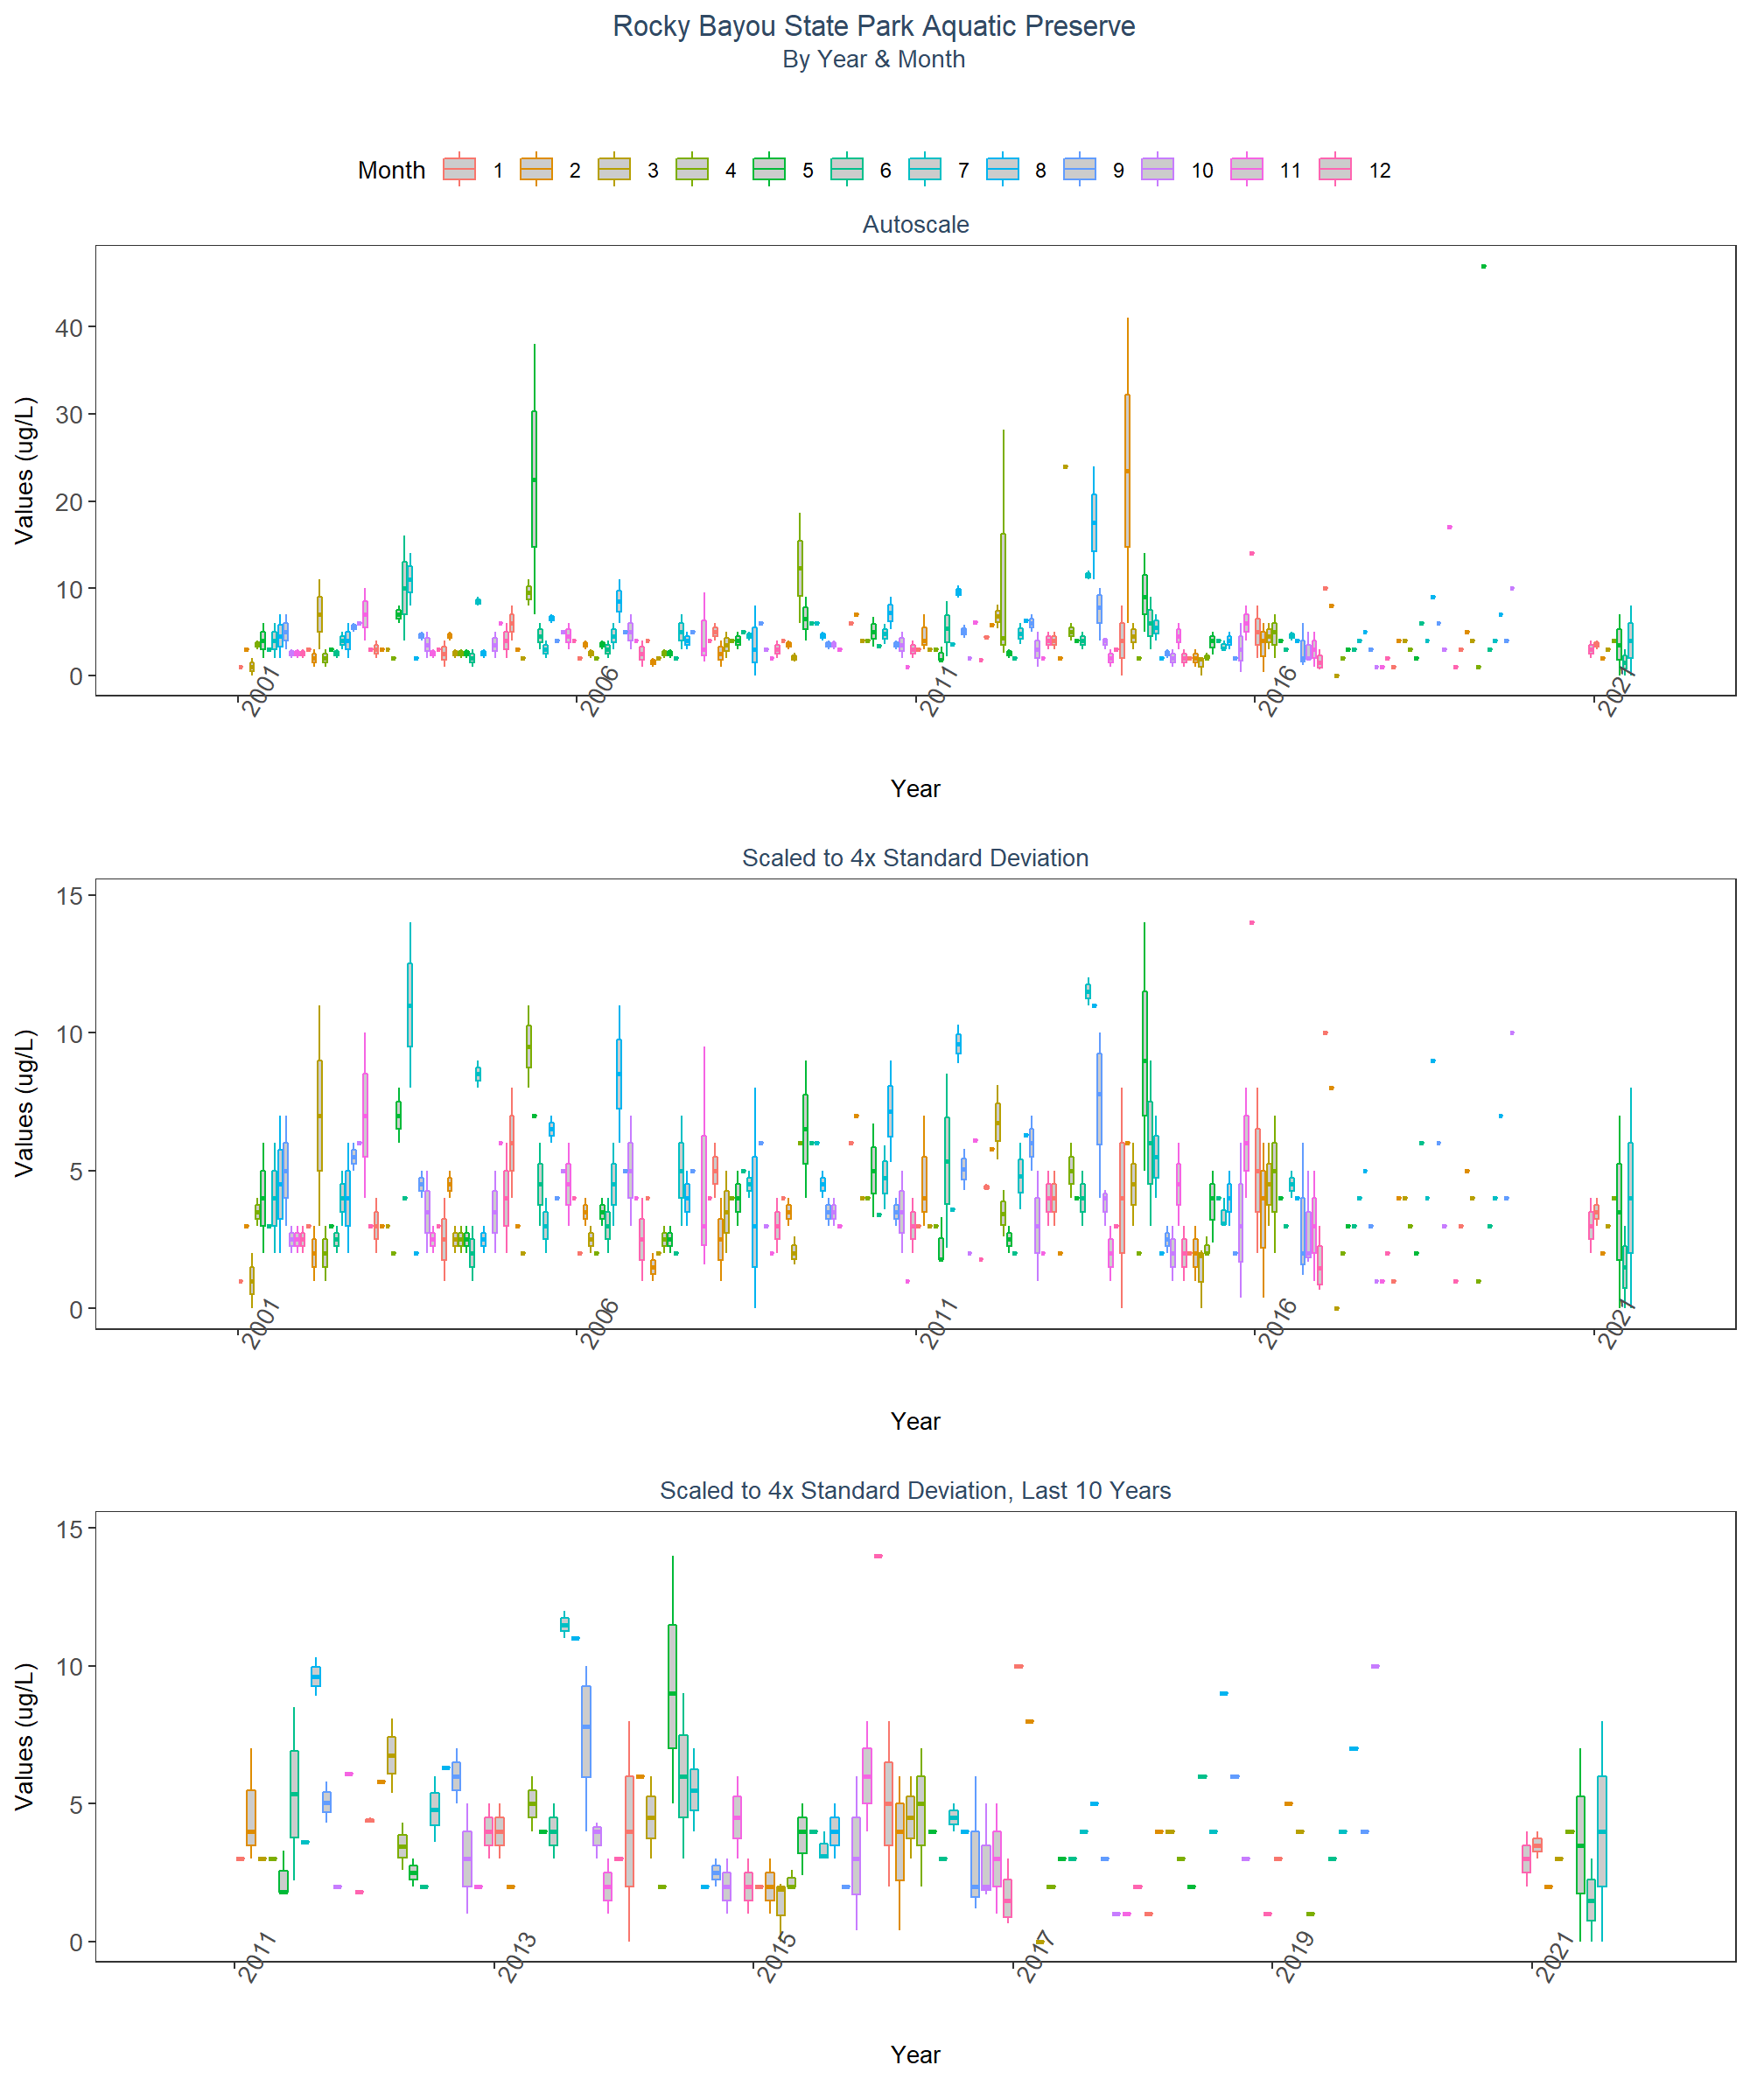 Rocky Bayou State Park Aquatic Preserve
By Year & Month
Month 1 2 3 4 5 6 7 8 9 10 11 12
Autoscale
Values (ug/L)
40
30
20
10
0
2001 2006 2011 2016 2021
Year
Scaled to 4x Standard Deviation
Values (ug/L)
15
10
5
0
2001 2006 2011 2016 2021
Year
Scaled to 4x Standard Deviation, Last 10 Years
Values (ug/L)
15
10
5
0
2011 2013 2015 2017 2019 2021
Year